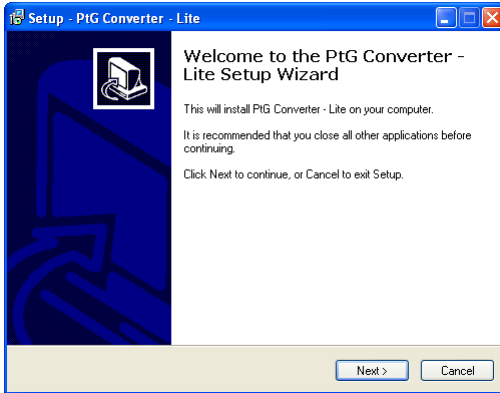 Setup - PtG Converter - Lite
Welcome to the PtG Converter -
Lite Setup Wizard
This will install PtG Converter - Lite on your computer.
It is recommended that you close all other applications before
continuing.
Click Next to continue, or Cancel to exit Setup.
Next >
Cancel